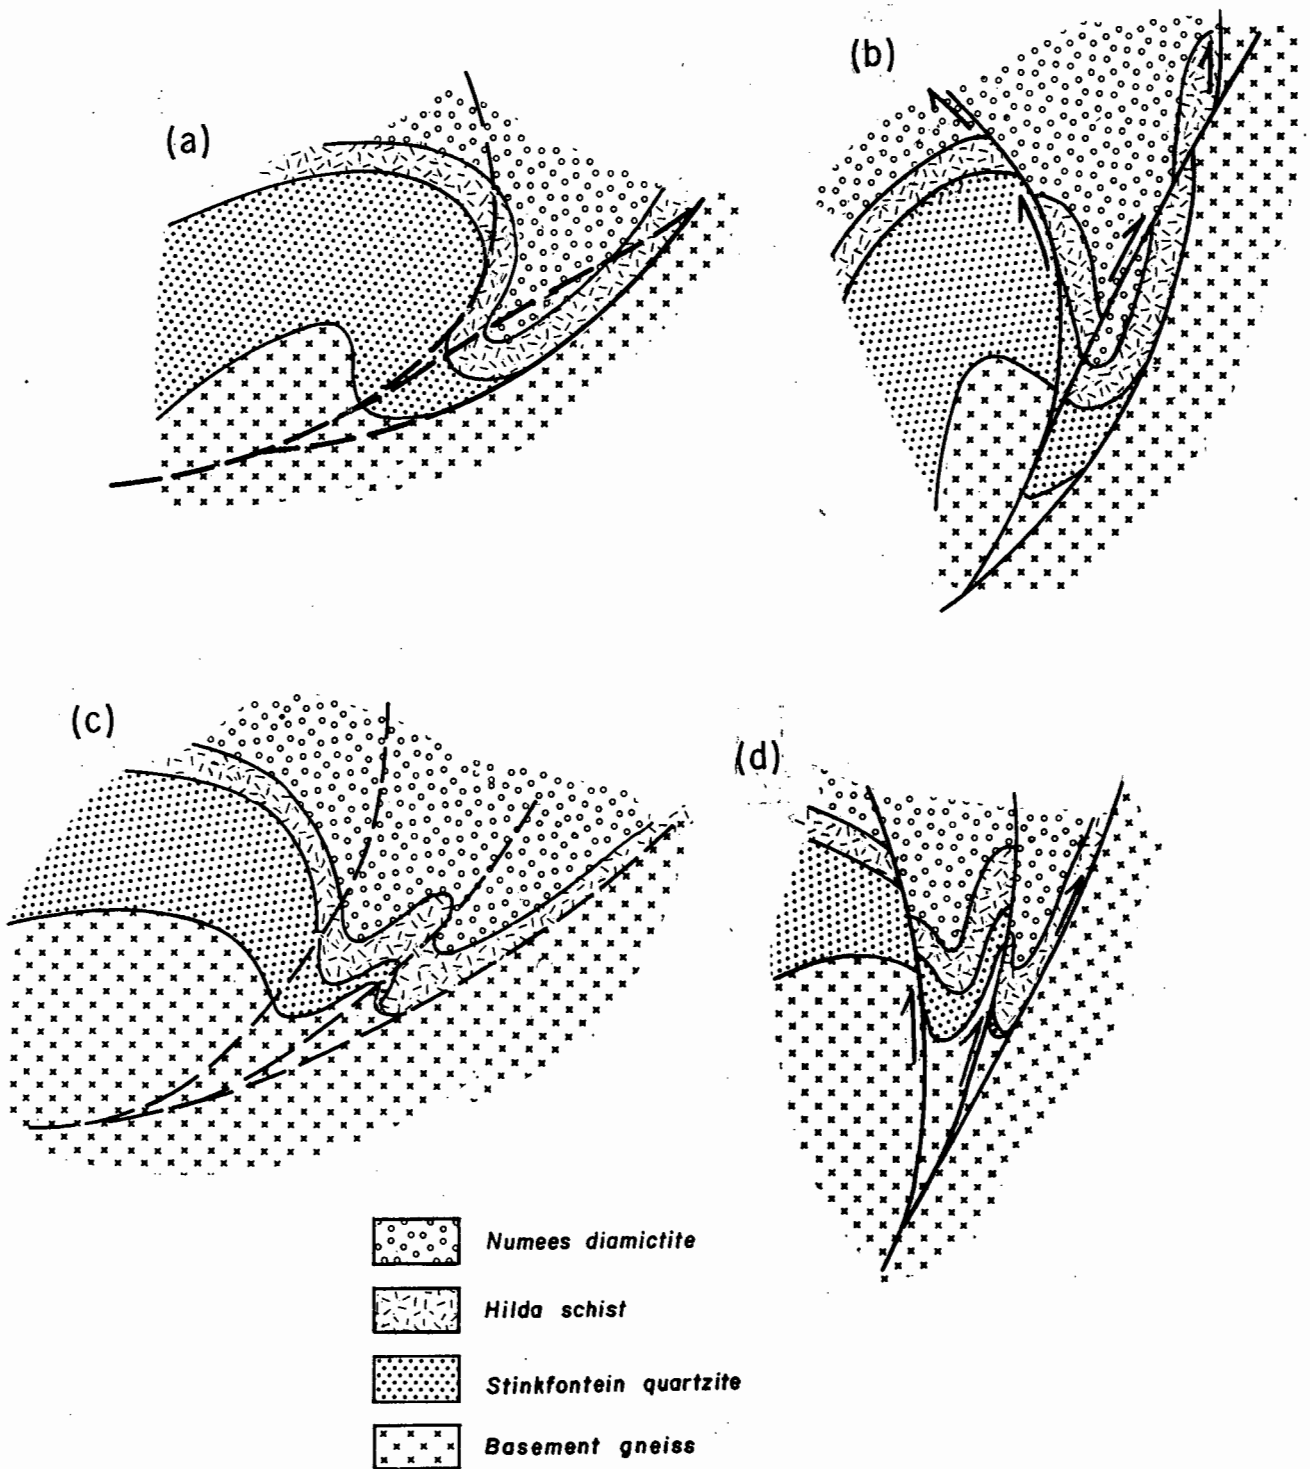 (a)
(b)
(c)
(d)
Numees diamictite
Hilda schist
Stinkfontein quartzite
Basement gneiss